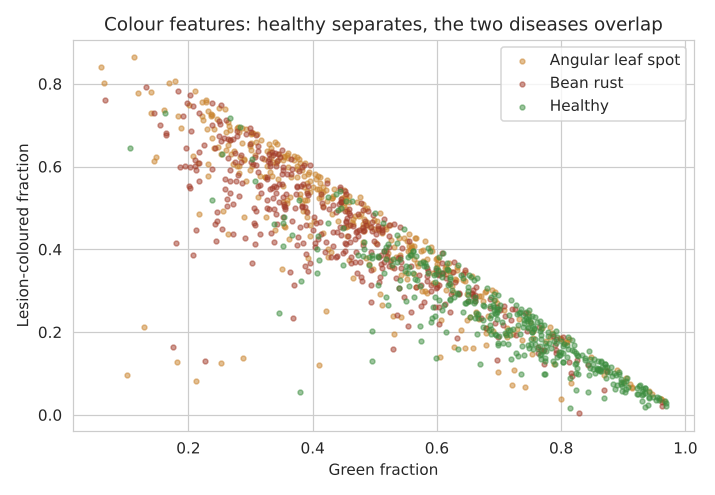 Colour features: healthy separates, the two diseases overlap
Angular leaf spot
Bean rust
Healthy
Lesion-coloured fraction
0.8
0.6
0.4
0.2
0.0
0.2
0.4
0.6
0.8
1.0
Green fraction